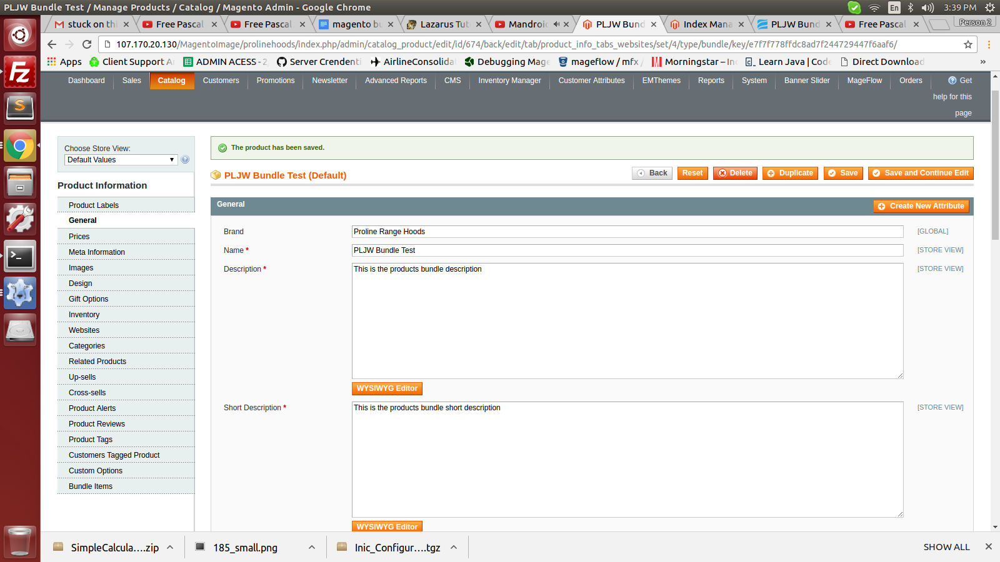 PLJW Bundle Test / Manage Products / Catalog / Magento Admin - Google Chrome
En
3:39 PM
stuck on thi
Free Pascal
Free Pascal
magento bu
Lazarus Tut
Mandroid
PLJW Bund
Index Mana
PLJW Bund
Free Pascal
Person 2
107.170.20.130/MagentoImage/prolinehoods/index.php/admin/catalog_product/edit/id/674/back/edit/tab/product_info_tabs_websites/set/4/type/bundle/key/e7f7f778ffdc8ad7f244729447f6aaf6/
Apps
Client Support A
ADMIN ACESS - 2
Server Crendenti
AirlineConsolida
Debugging Mage
mageflow / mfx /
Morningstar – In
Learn Java | Code
Direct Download
»
Dashboard
Sales
Catalog
Customers
Promotions
Newsletter
Advanced Reports
CMS
Inventory Manager
Customer Attributes
EMThemes
Reports
System
Banner Slider
MageFlow
Orders
Get
help for this
page
Choose Store View:
Default Values
Product Information
Product Labels
General
Prices
Meta Information
Images
Design
Gift Options
Inventory
Websites
Categories
Related Products
Up-sells
Cross-sells
Product Alerts
Product Reviews
Product Tags
Customers Tagged Product
Custom Options
Bundle Items
The product has been saved.
PLJW Bundle Test (Default)
Back
Reset
Delete
Duplicate
Save
Save and Continue Edit
General
Create New Attribute
Brand
Proline Range Hoods
[GLOBAL]
Name *
PLJW Bundle Test
[STORE VIEW]
Description *
This is the products bundle description
[STORE VIEW]
WYSIWYG Editor
Short Description *
This is the products bundle short description
[STORE VIEW]
WYSIWYG Editor
SimpleCalcula....zip
185_small.png
Inic_Configur....tgz
SHOW ALL